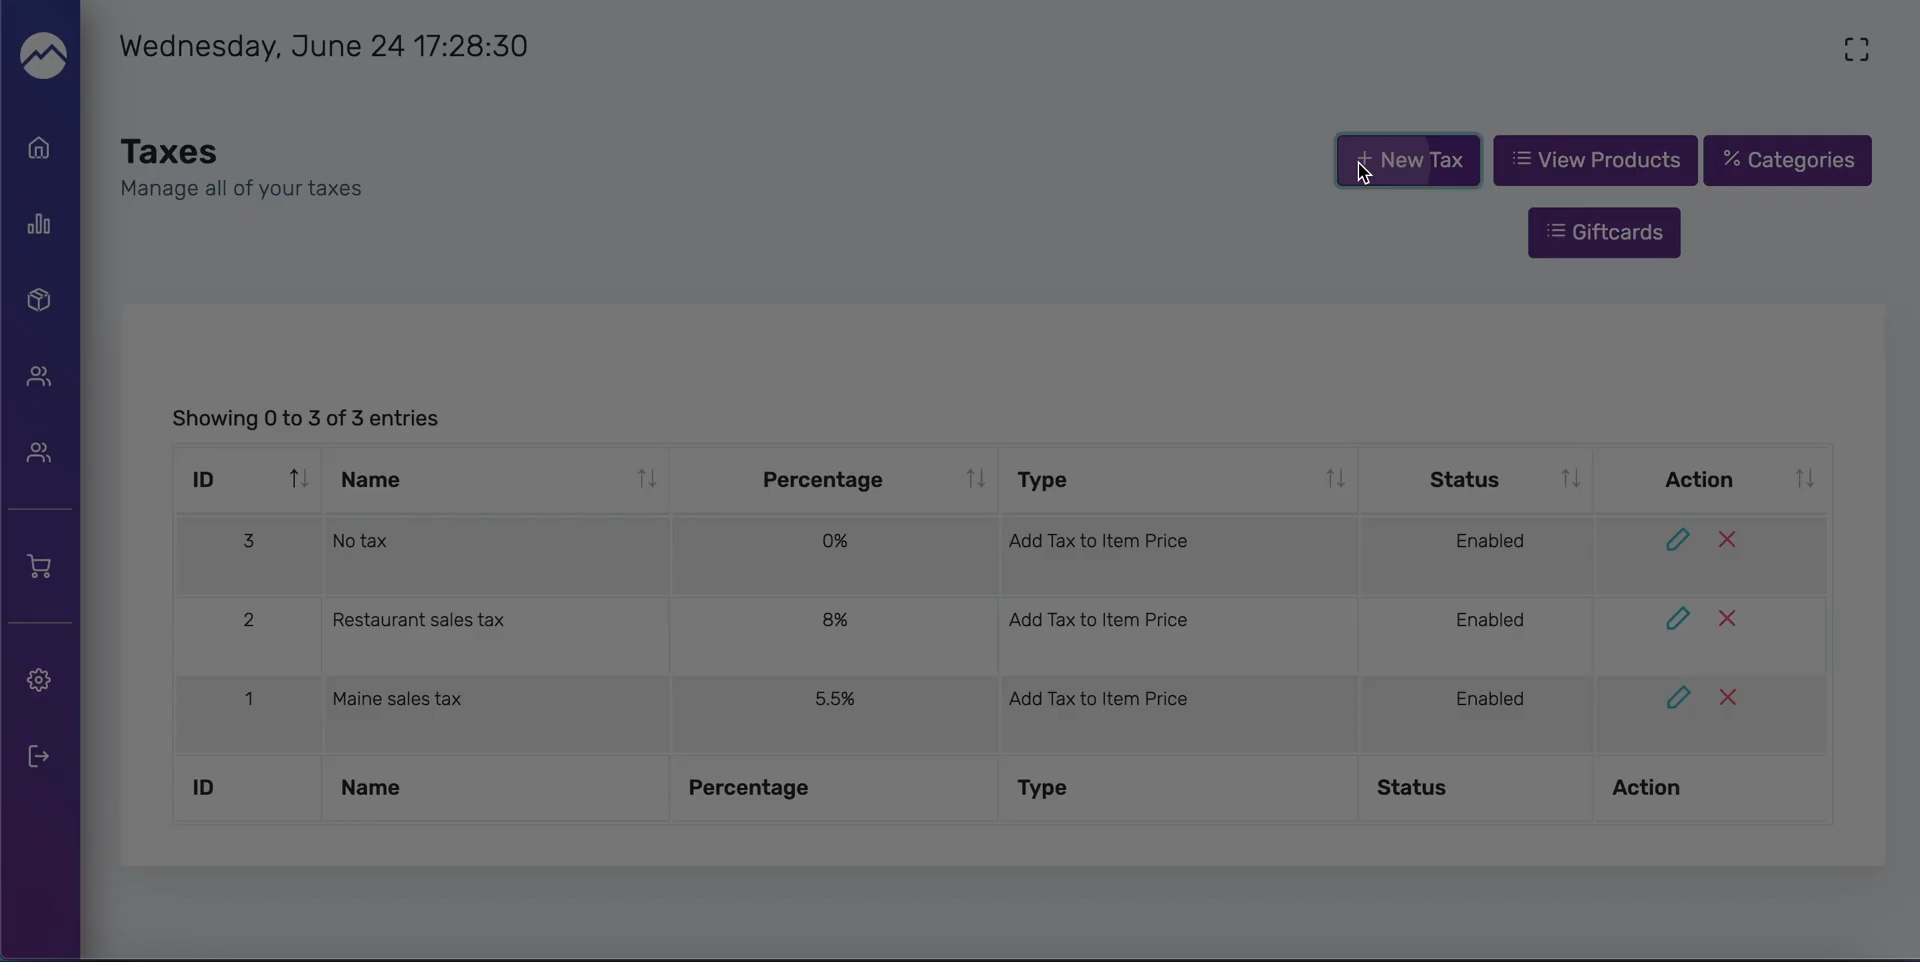 Wednesday, June 24 17:28:30
Taxes
Manage all of your taxes
+ New Tax
View Products
% Categories
Giftcards
Showing 0 to 3 of 3 entries
ID Name Percentage Type Status Action
3 No tax 0% Add Tax to Item Price Enabled
2 Restaurant sales tax 8% Add Tax to Item Price Enabled
1 Maine sales tax 5.5% Add Tax to Item Price Enabled
ID Name Percentage Type Status Action